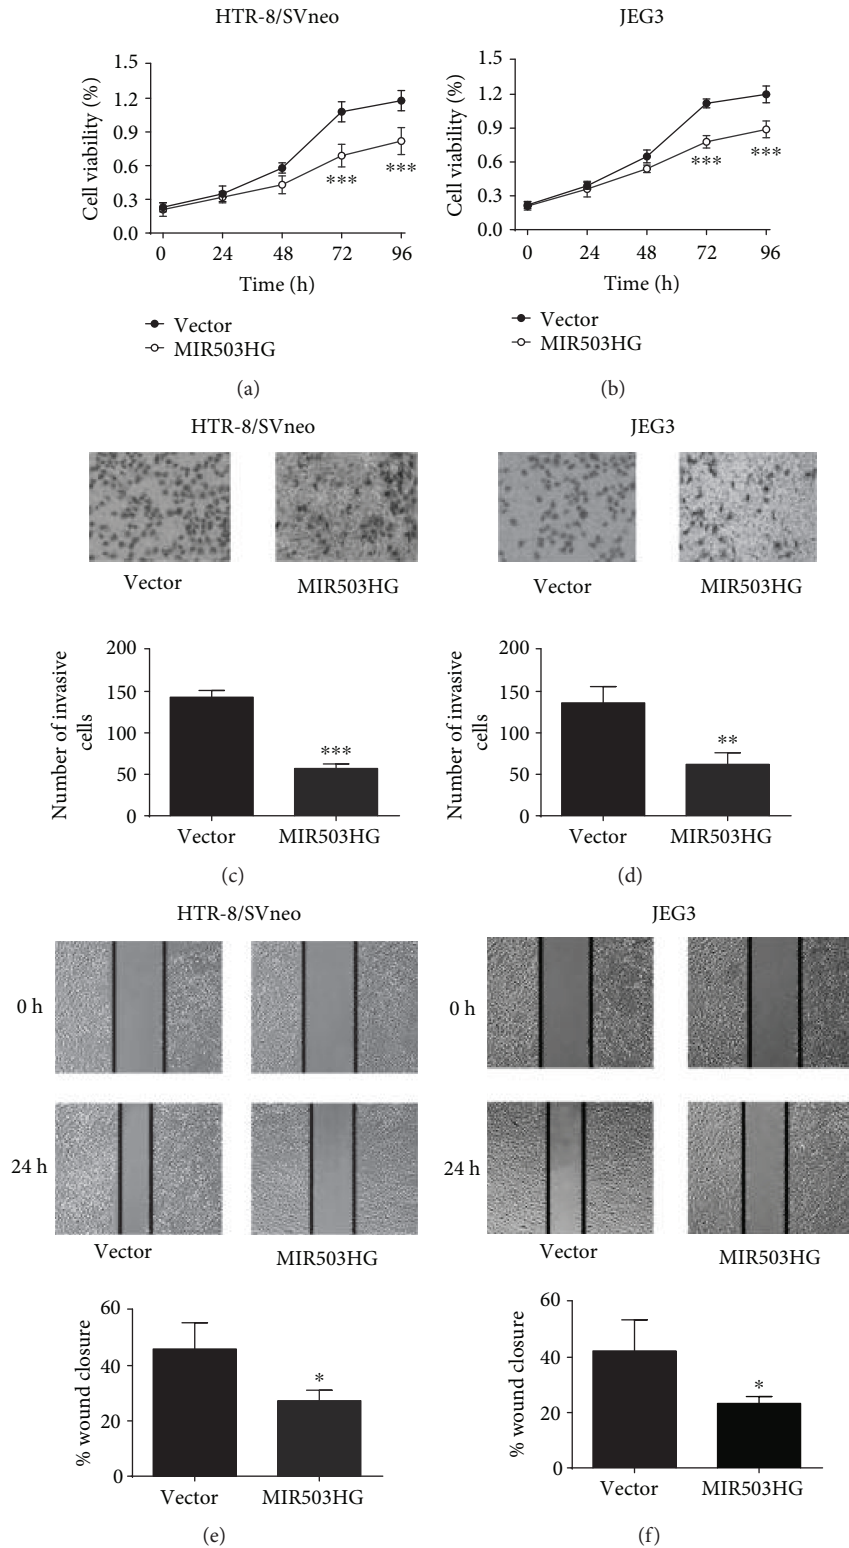 HTR-8/SVneo
Cell viability (%)
1.5
1.2
0.9
0.6
0.3
0.0
***
***
0 24 48 72 96
Time (h)
Vector
MIR503HG
(a)
JEG3
Cell viability (%)
1.5
1.2
0.9
0.6
0.3
0.0
***
***
0 24 48 72 96
Time (h)
Vector
MIR503HG
(b)
HTR-8/SVneo
Vector MIR503HG
Number of invasive
cells
200
150
100
50
0
***
Vector MIR503HG
(c)
JEG3
Vector MIR503HG
Number of invasive
cells
200
150
100
50
0
**
Vector MIR503HG
(d)
HTR-8/SVneo
0 h
24 h
Vector MIR503HG
% wound closure
60
40
20
0
*
Vector MIR503HG
(e)
JEG3
0 h
24 h
Vector MIR503HG
% wound closure
60
40
20
0
*
Vector MIR503HG
(f)